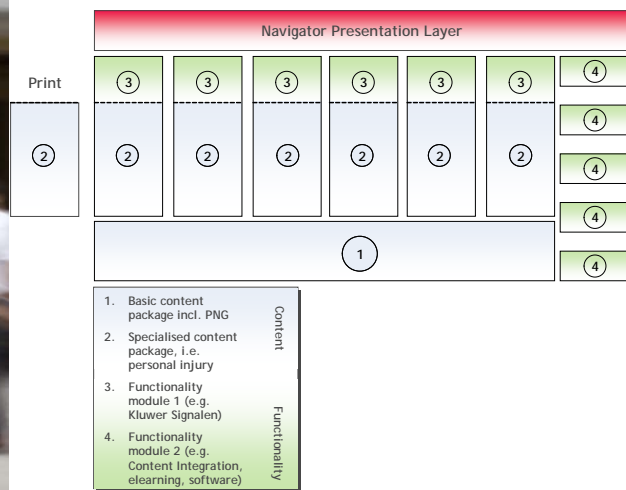 Navigator Presentation Layer
Print
3 3 3 3 3 3
4
4
4
4
4
2
2 2 2 2 2 2
1
1. Basic content
package incl. PNG
2. Specialised content
package, i.e.
personal injury
3. Functionality
module 1 (e.g.
Kluwer Signalen)
4. Functionality
module 2 (e.g.
Content Integration,
elearning, software)
Content
Functionality